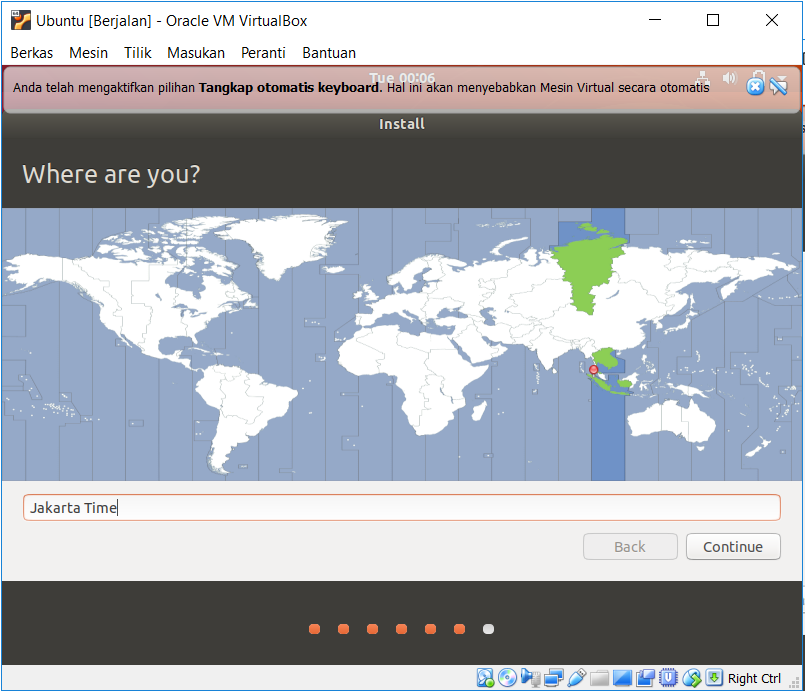 Ubuntu [Berjalan] - Oracle VM VirtualBox
Berkas Mesin Tilik Masukan Peranti Bantuan
Tue 00:06
Anda telah mengaktifkan pilihan Tangkap otomatis keyboard. Hal ini akan menyebabkan Mesin Virtual secara otomatis
Install
Where are you?
Jakarta Time
Back Continue
Right Ctrl